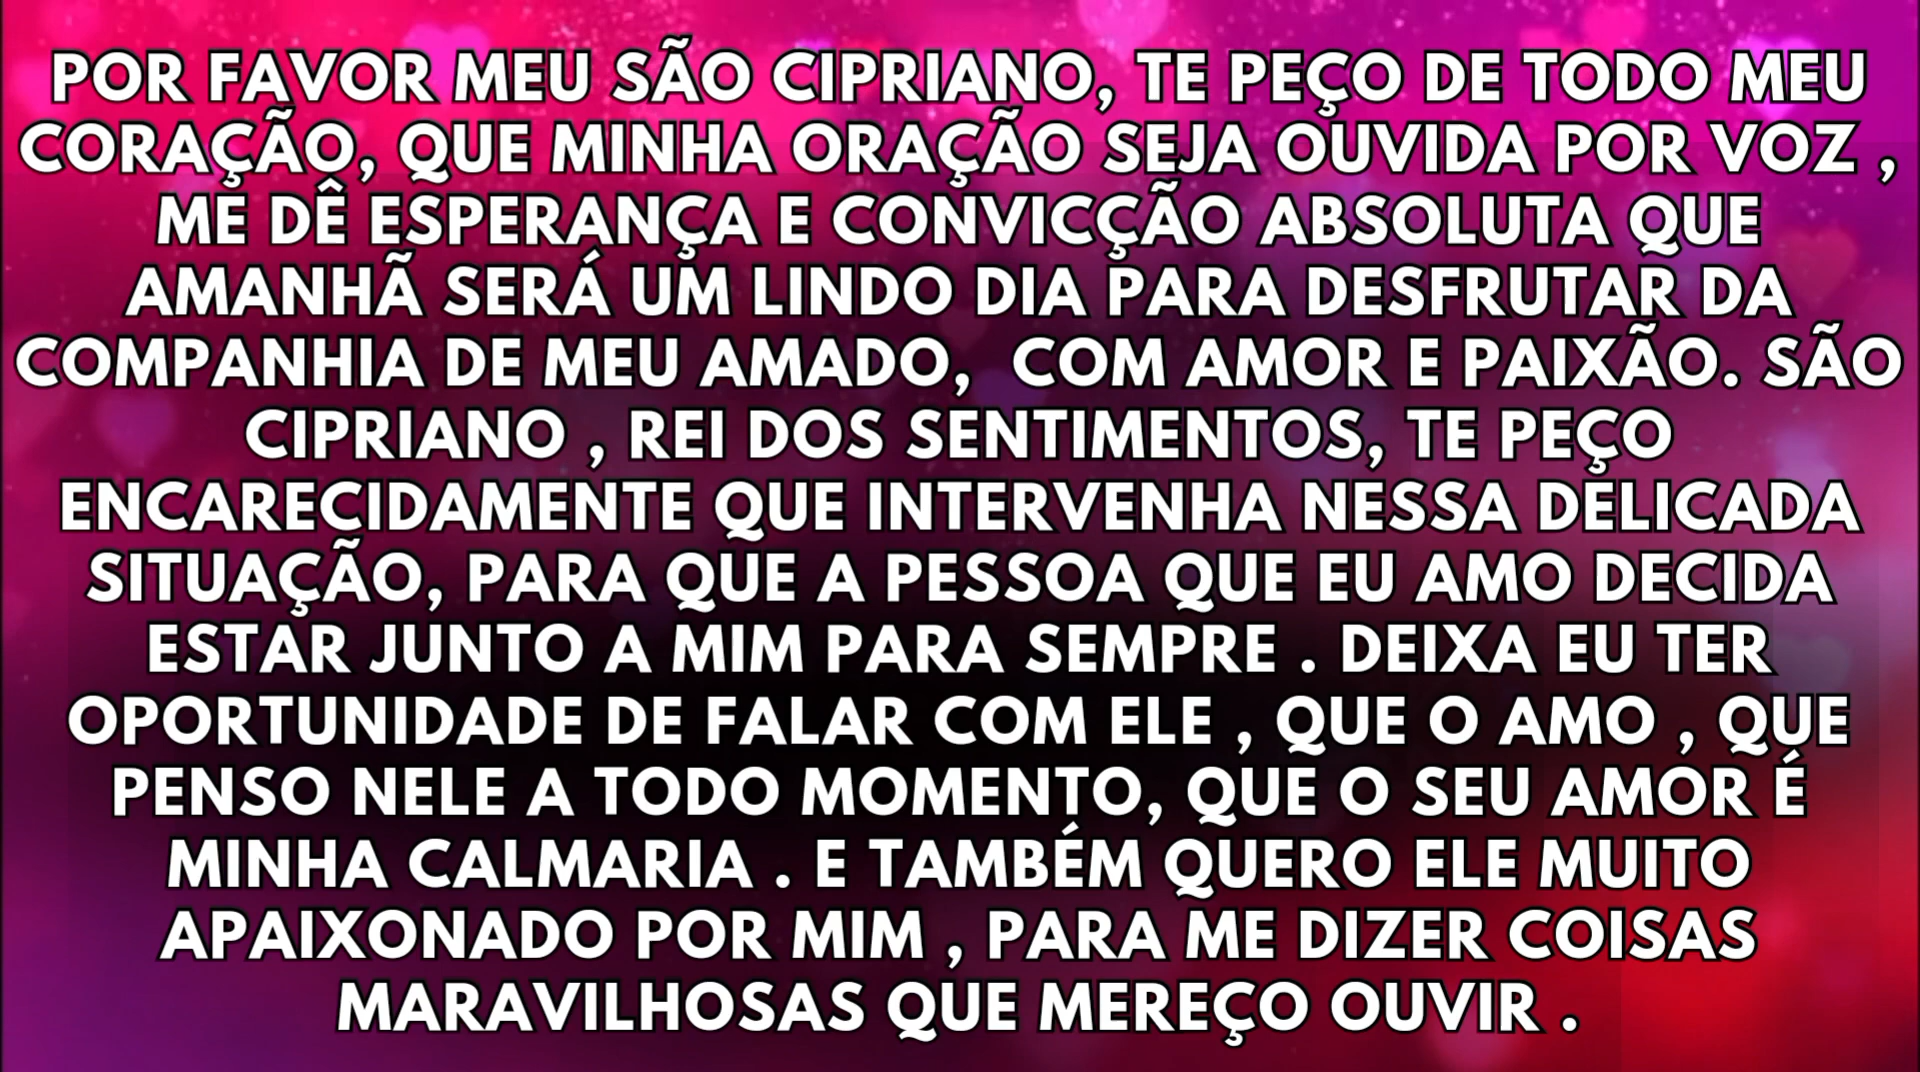 POR FAVOR MEU SÃO CIPRIANO, TE PEÇO DE TODO MEU
CORAÇÃO, QUE MINHA ORAÇÃO SEJA OUVIDA POR VOZ ,
ME DÊ ESPERANÇA E CONVICÇÃO ABSOLUTA QUE
AMANHÃ SERÁ UM LINDO DIA PARA DESFRUTAR DA
COMPANHIA DE MEU AMADO,  COM AMOR E PAIXÃO. SÃO
CIPRIANO , REI DOS SENTIMENTOS, TE PEÇO
ENCARECIDAMENTE QUE INTERVENHA NESSA DELICADA
SITUAÇÃO, PARA QUE A PESSOA QUE EU AMO DECIDA
ESTAR JUNTO A MIM PARA SEMPRE . DEIXA EU TER
OPORTUNIDADE DE FALAR COM ELE , QUE O AMO , QUE
PENSO NELE A TODO MOMENTO, QUE O SEU AMOR É
MINHA CALMARIA . E TAMBÉM QUERO ELE MUITO
APAIXONADO POR MIM , PARA ME DIZER COISAS
MARAVILHOSAS QUE MEREÇO OUVIR .